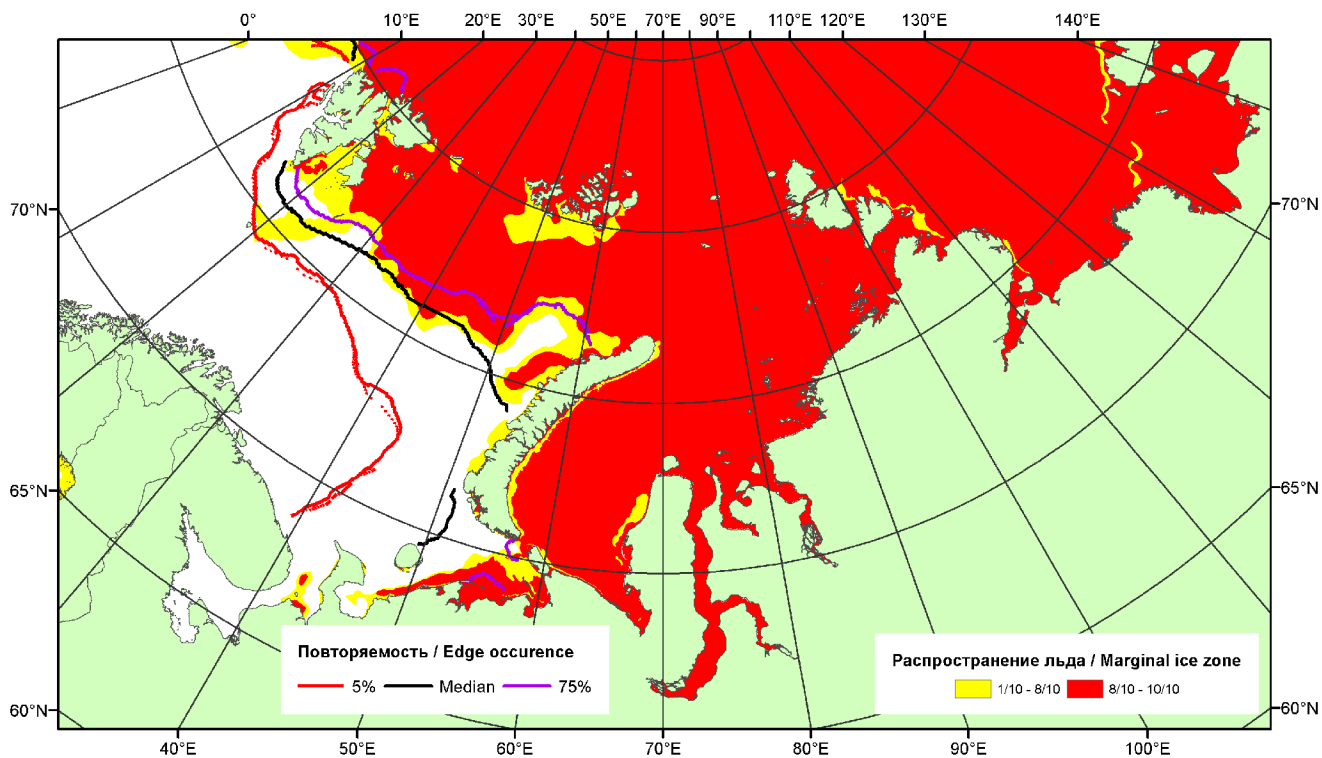 0° 10°E 20°E 30°E 50°E 70°E 90°E 110°E 120°E 130°E 140°E
70°N 70°N
65°N 65°N
60°N 60°N
Повторяемость / Edge occurence
5% Median 75%
Распространение льда / Marginal ice zone
1/10 - 8/10 8/10 - 10/10
40°E 50°E 60°E 70°E 80°E 90°E 100°E